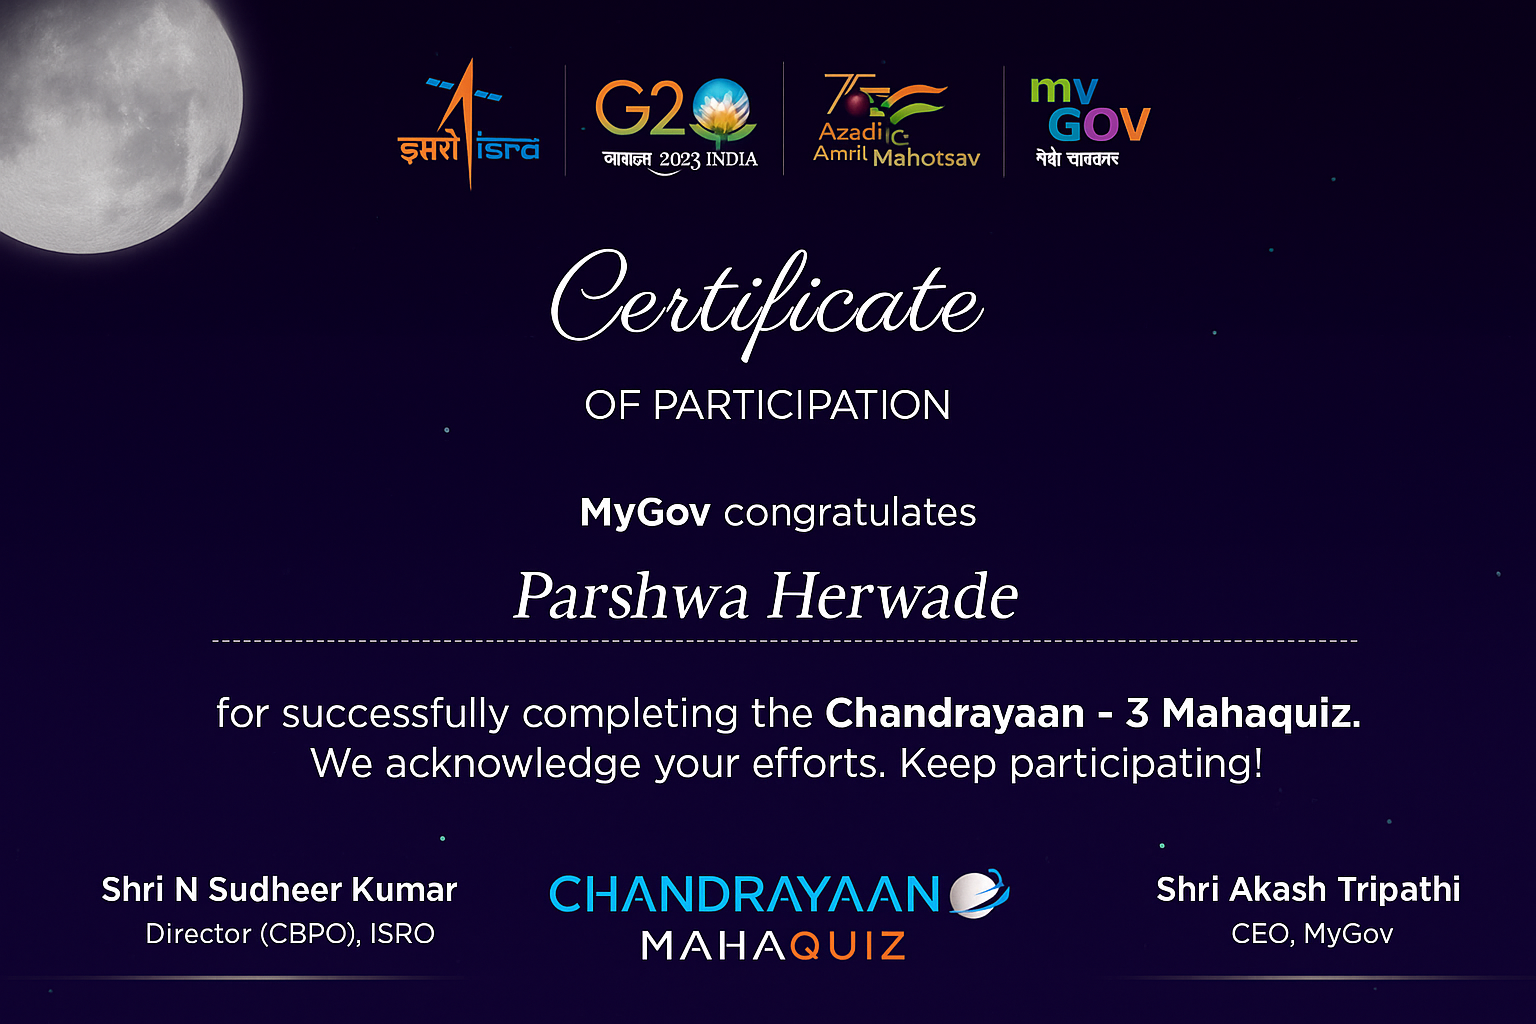 इसरो isro
G20
2023 INDIA
75
Azadi
Amril Mahotsav
my
GOV
Certificate
OF PARTICIPATION
MyGov congratulates
Parshwa Herwade
for successfully completing the Chandrayaan - 3 Mahaquiz.
We acknowledge your efforts. Keep participating!
Shri N Sudheer Kumar
Director (CBPO), ISRO
CHANDRAYAAN
MAHAQUIZ
Shri Akash Tripathi
CEO, MyGov